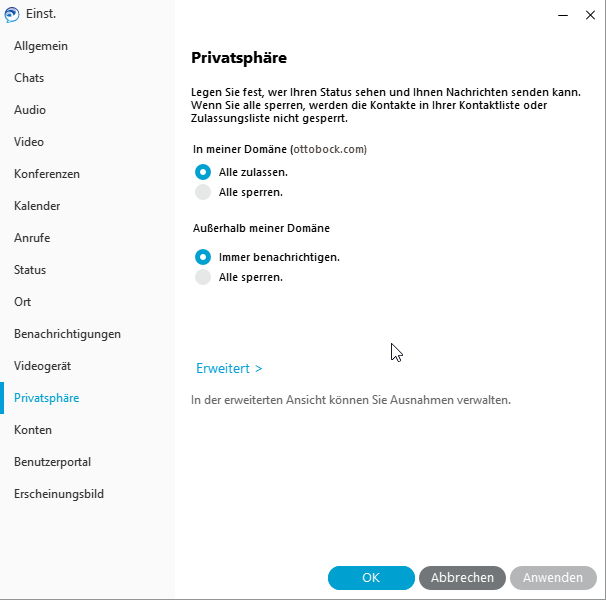 Einst.
Allgemein
Chats
Audio
Video
Konferenzen
Kalender
Anrufe
Status
Ort
Benachrichtigungen
Videogerät
Privatsphäre
Konten
Benutzerportal
Erscheinungsbild
Privatsphäre
Legen Sie fest, wer Ihren Status sehen und Ihnen Nachrichten senden kann.
Wenn Sie alle sperren, werden die Kontakte in Ihrer Kontaktliste oder
Zulassungsliste nicht gesperrt.
In meiner Domäne (ottobock.com)
Alle zulassen.
Alle sperren.
Außerhalb meiner Domäne
Immer benachrichtigen.
Alle sperren.
Erweitert >
In der erweiterten Ansicht können Sie Ausnahmen verwalten.
OK
Abbrechen
Anwenden